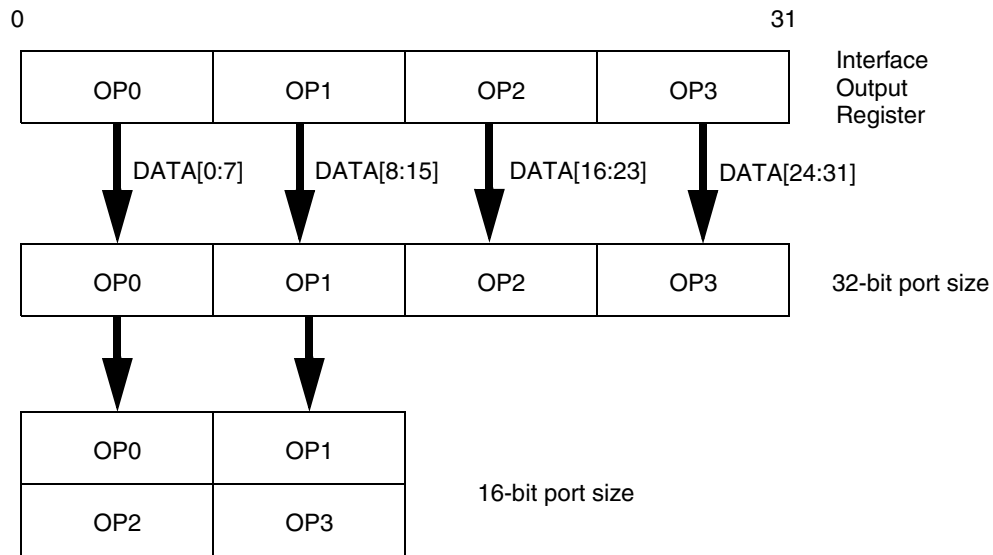 0 31
OP0 OP1 OP2 OP3
Interface
Output
Register
DATA[0:7] DATA[8:15] DATA[16:23] DATA[24:31]
OP0 OP1 OP2 OP3 32-bit port size
OP0 OP1
16-bit port size
OP2 OP3